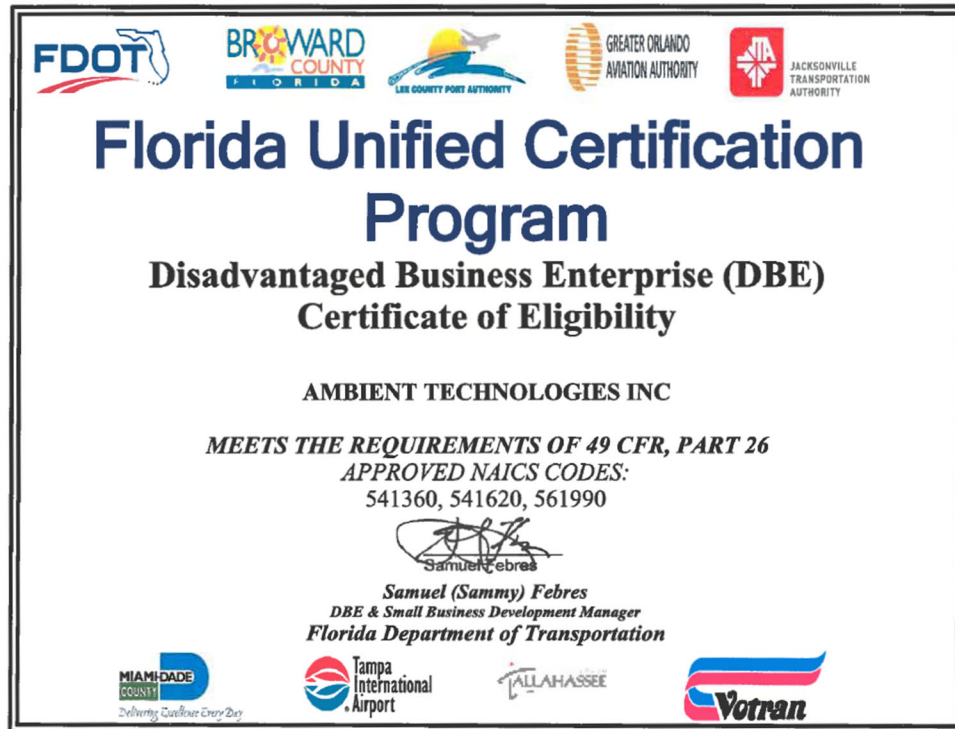 FDOT
BROWARD
COUNTY
FLORIDA
LEE COUNTY PORT AUTHORITY
GREATER ORLANDO
AVIATION AUTHORITY
JTA
JACKSONVILLE
TRANSPORTATION
AUTHORITY
Florida Unified Certification
Program
Disadvantaged Business Enterprise (DBE)
Certificate of Eligibility
AMBIENT TECHNOLOGIES INC
MEETS THE REQUIREMENTS OF 49 CFR, PART 26
APPROVED NAICS CODES:
541360, 541620, 561990
Samuel Febres
Samuel (Sammy) Febres
DBE & Small Business Development Manager
Florida Department of Transportation
MIAMI-DADE
COUNTY
Delivering Excellence Every Day
Tampa
International
Airport
TALLAHASSEE
Votran